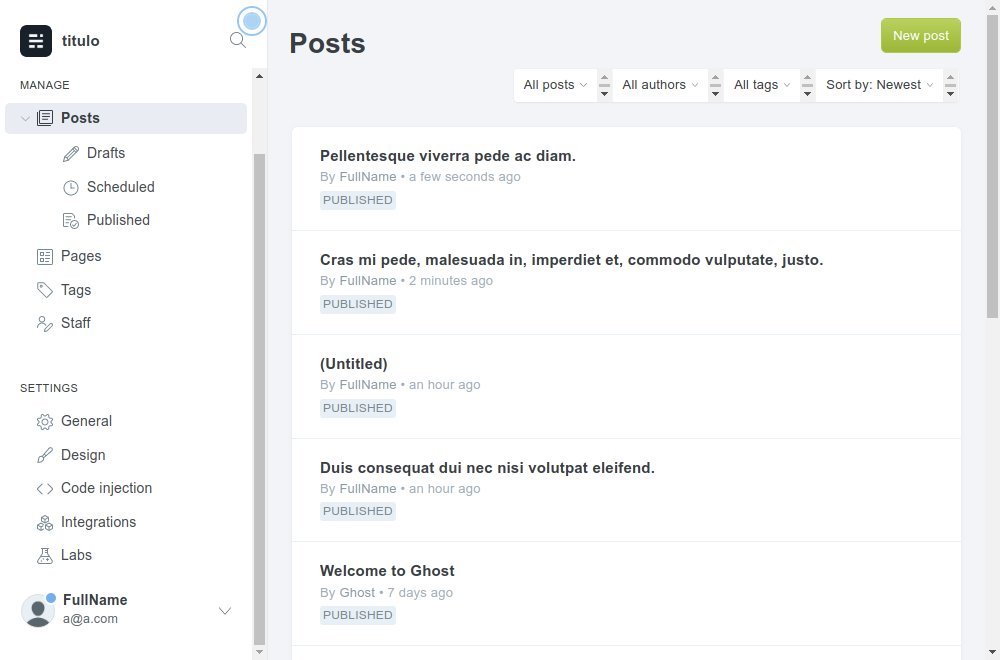 titulo
MANAGE
Posts
Drafts
Scheduled
Published
Pages
Tags
Staff
SETTINGS
General
Design
Code injection
Integrations
Labs
FullName
a@a.com
Posts
New post
All posts
All authors
All tags
Sort by: Newest
Pellentesque viverra pede ac diam.
By FullName • a few seconds ago
PUBLISHED
Cras mi pede, malesuada in, imperdiet et, commodo vulputate, justo.
By FullName • 2 minutes ago
PUBLISHED
(Untitled)
By FullName • an hour ago
PUBLISHED
Duis consequat dui nec nisi volutpat eleifend.
By FullName • an hour ago
PUBLISHED
Welcome to Ghost
By Ghost • 7 days ago
PUBLISHED